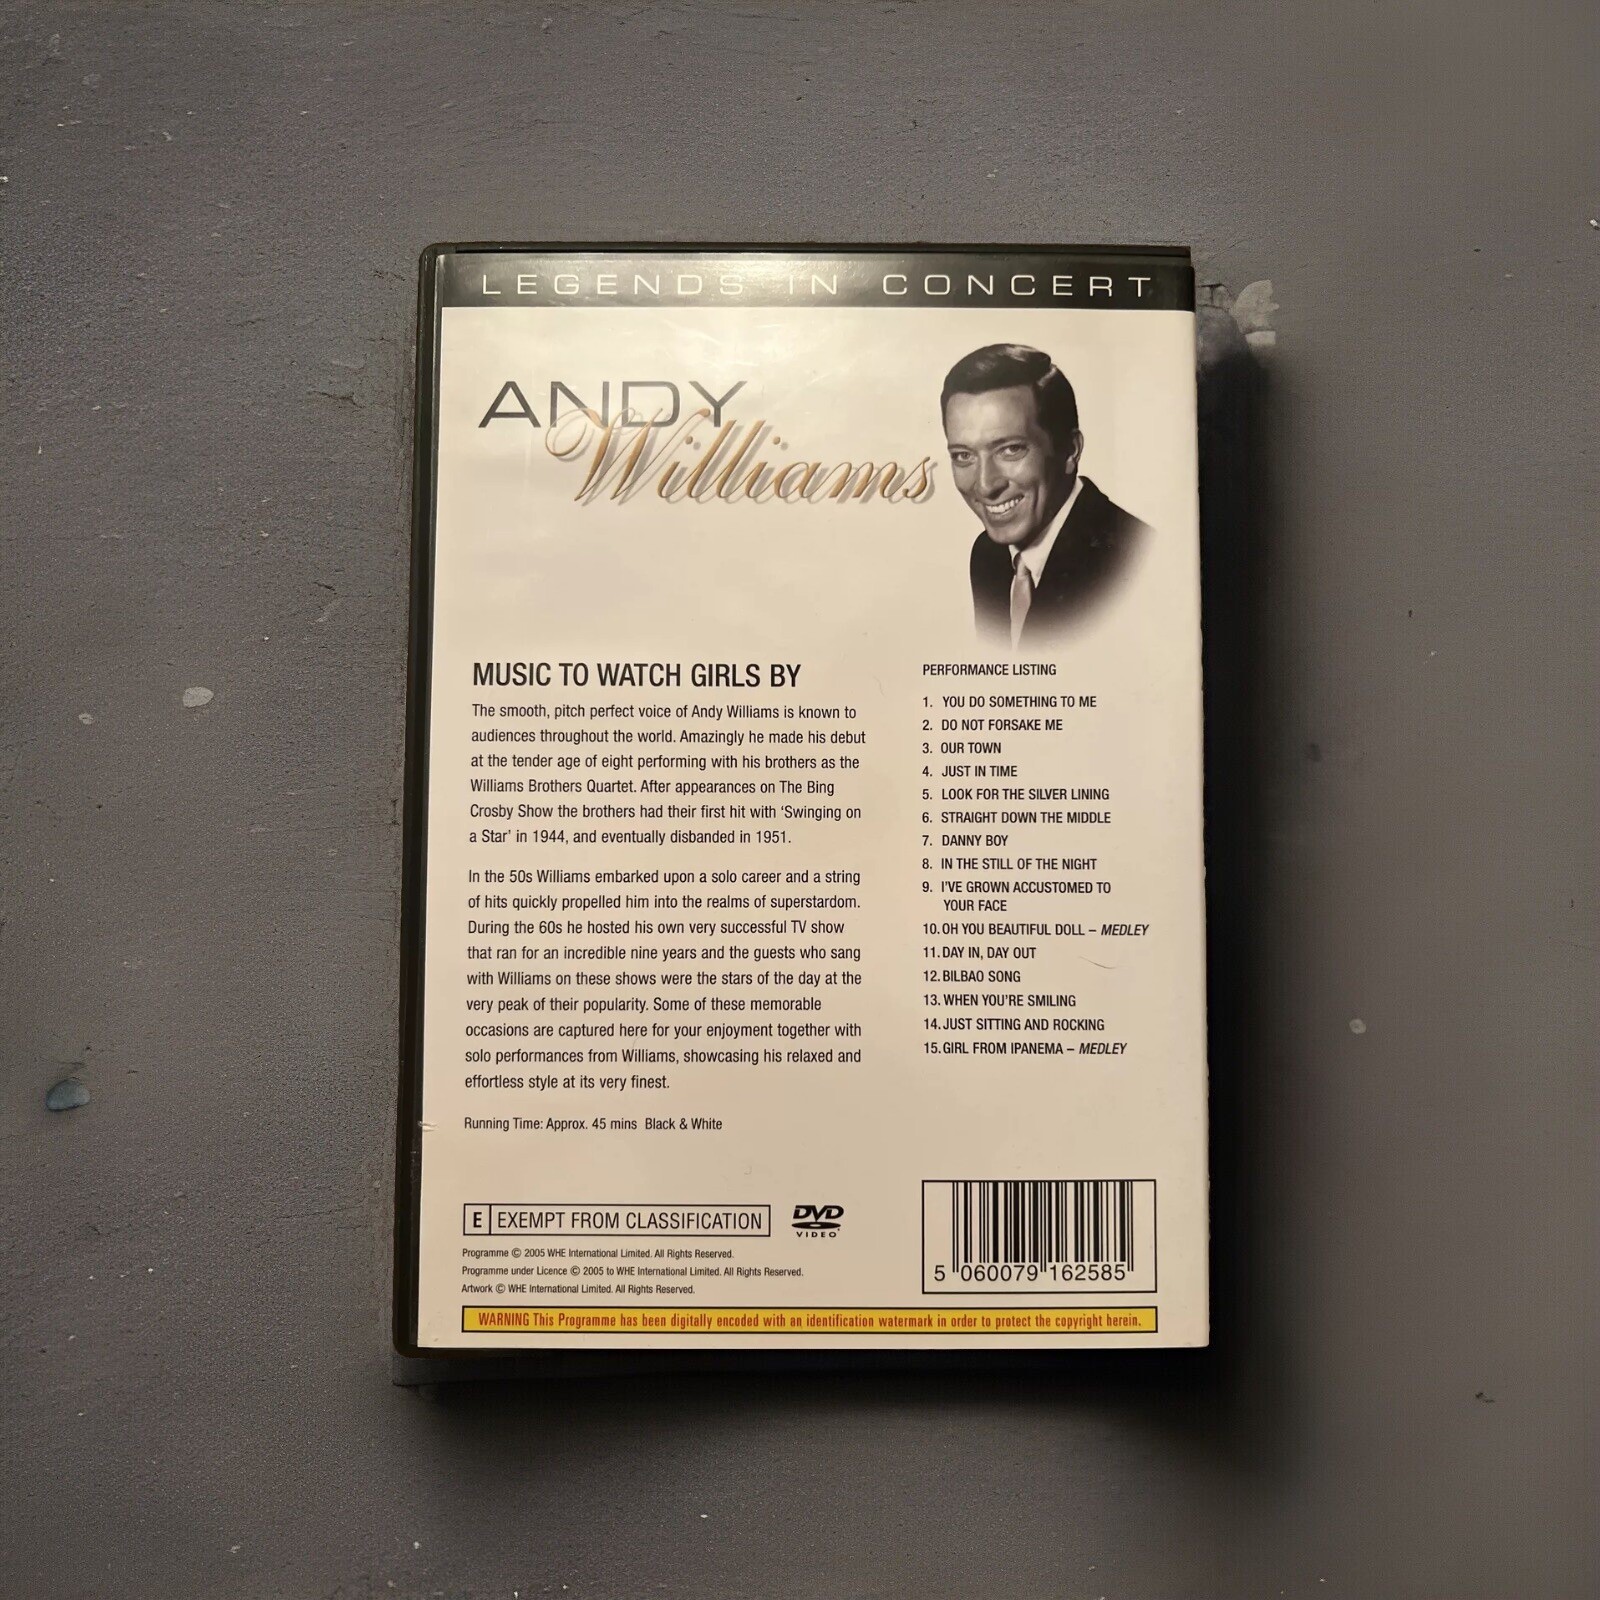 LEGENDS IN CONCERT
ANDY
Williams
MUSIC TO WATCH GIRLS BY
The smooth, pitch perfect voice of Andy Williams is known to
audiences throughout the world. Amazingly he made his debut
at the tender age of eight performing with his brothers as the
Williams Brothers Quartet. After appearances on The Bing
Crosby Show the brothers had their first hit with ‘Swinging on
a Star’ in 1944, and eventually disbanded in 1951.
In the 50s Williams embarked upon a solo career and a string
of hits quickly propelled him into the realms of superstardom.
During the 60s he hosted his own very successful TV show
that ran for an incredible nine years and the guests who sang
with Williams on these shows were the stars of the day at the
very peak of their popularity. Some of these memorable
occasions are captured here for your enjoyment together with
solo performances from Williams, showcasing his relaxed and
effortless style at its very finest.
Running Time: Approx. 45 mins Black & White
PERFORMANCE LISTING
1. YOU DO SOMETHING TO ME
2. DO NOT FORSAKE ME
3. OUR TOWN
4. JUST IN TIME
5. LOOK FOR THE SILVER LINING
6. STRAIGHT DOWN THE MIDDLE
7. DANNY BOY
8. IN THE STILL OF THE NIGHT
9. I'VE GROWN ACCUSTOMED TO
YOUR FACE
10. OH YOU BEAUTIFUL DOLL – MEDLEY
11. DAY IN, DAY OUT
12. BILBAO SONG
13. WHEN YOU'RE SMILING
14. JUST SITTING AND ROCKING
15. GIRL FROM IPANEMA – MEDLEY
E EXEMPT FROM CLASSIFICATION
DVD
VIDEO
Programme © 2005 WHE International Limited. All Rights Reserved.
Programme under Licence © 2005 to WHE International Limited. All Rights Reserved.
Artwork © WHE International Limited. All Rights Reserved.
5 060079 162585
WARNING This Programme has been digitally encoded with an identification watermark in order to protect the copyright herein.